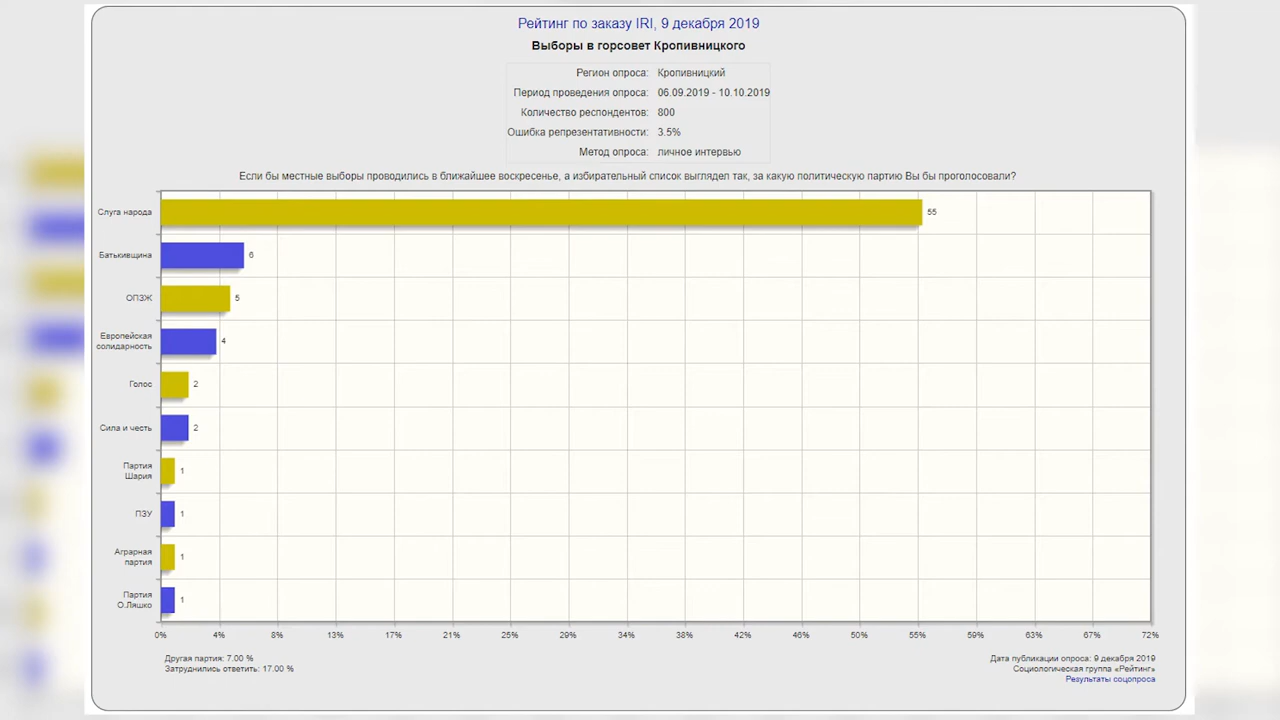 Рейтинг по заказу IRI, 9 декабря 2019
Выборы в горсовет Кропивницкого
Регион опроса: Кропивницкий
Период проведения опроса: 06.09.2019 - 10.10.2019
Количество респондентов: 800
Ошибка репрезентативности: 3.5%
Метод опроса: личное интервью
Если бы местные выборы проводились в ближайшее воскресенье, а избирательный список выглядел так, за какую политическую партию Вы бы проголосовали?
Слуга народа 55
Батькивщина 6
ОПЗЖ 5
Европейская
солидарность 4
Голос 2
Сила и честь 2
Партия
Шария 1
ПЗУ 1
Аграрная
партия 1
Партия
О.Ляшко 1
0% 4% 8% 13% 17% 21% 25% 29% 34% 38% 42% 46% 50% 55% 59% 63% 67% 72%
Другая партия: 7.00 %
Затруднились ответить: 17.00 %
Дата публикации опроса: 9 декабря 2019
Социологическая группа «Рейтинг»
Результаты соцопроса